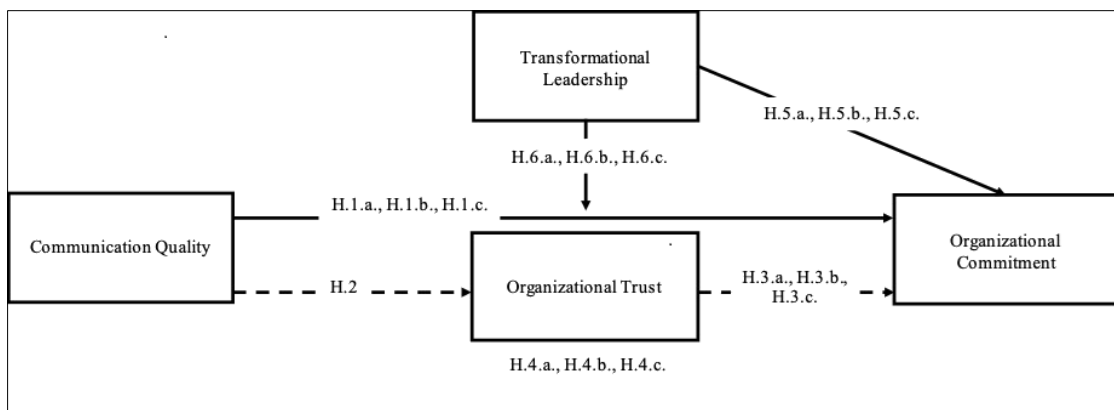 Transformational
Leadership
H.5.a., H.5.b., H.5.c.
H.6.a., H.6.b., H.6.c.
H.1.a., H.1.b., H.1.c.
Communication Quality
Organizational
Commitment
H.2
Organizational Trust
H.3.a., H.3.b.,
H.3.c.
H.4.a., H.4.b., H.4.c.